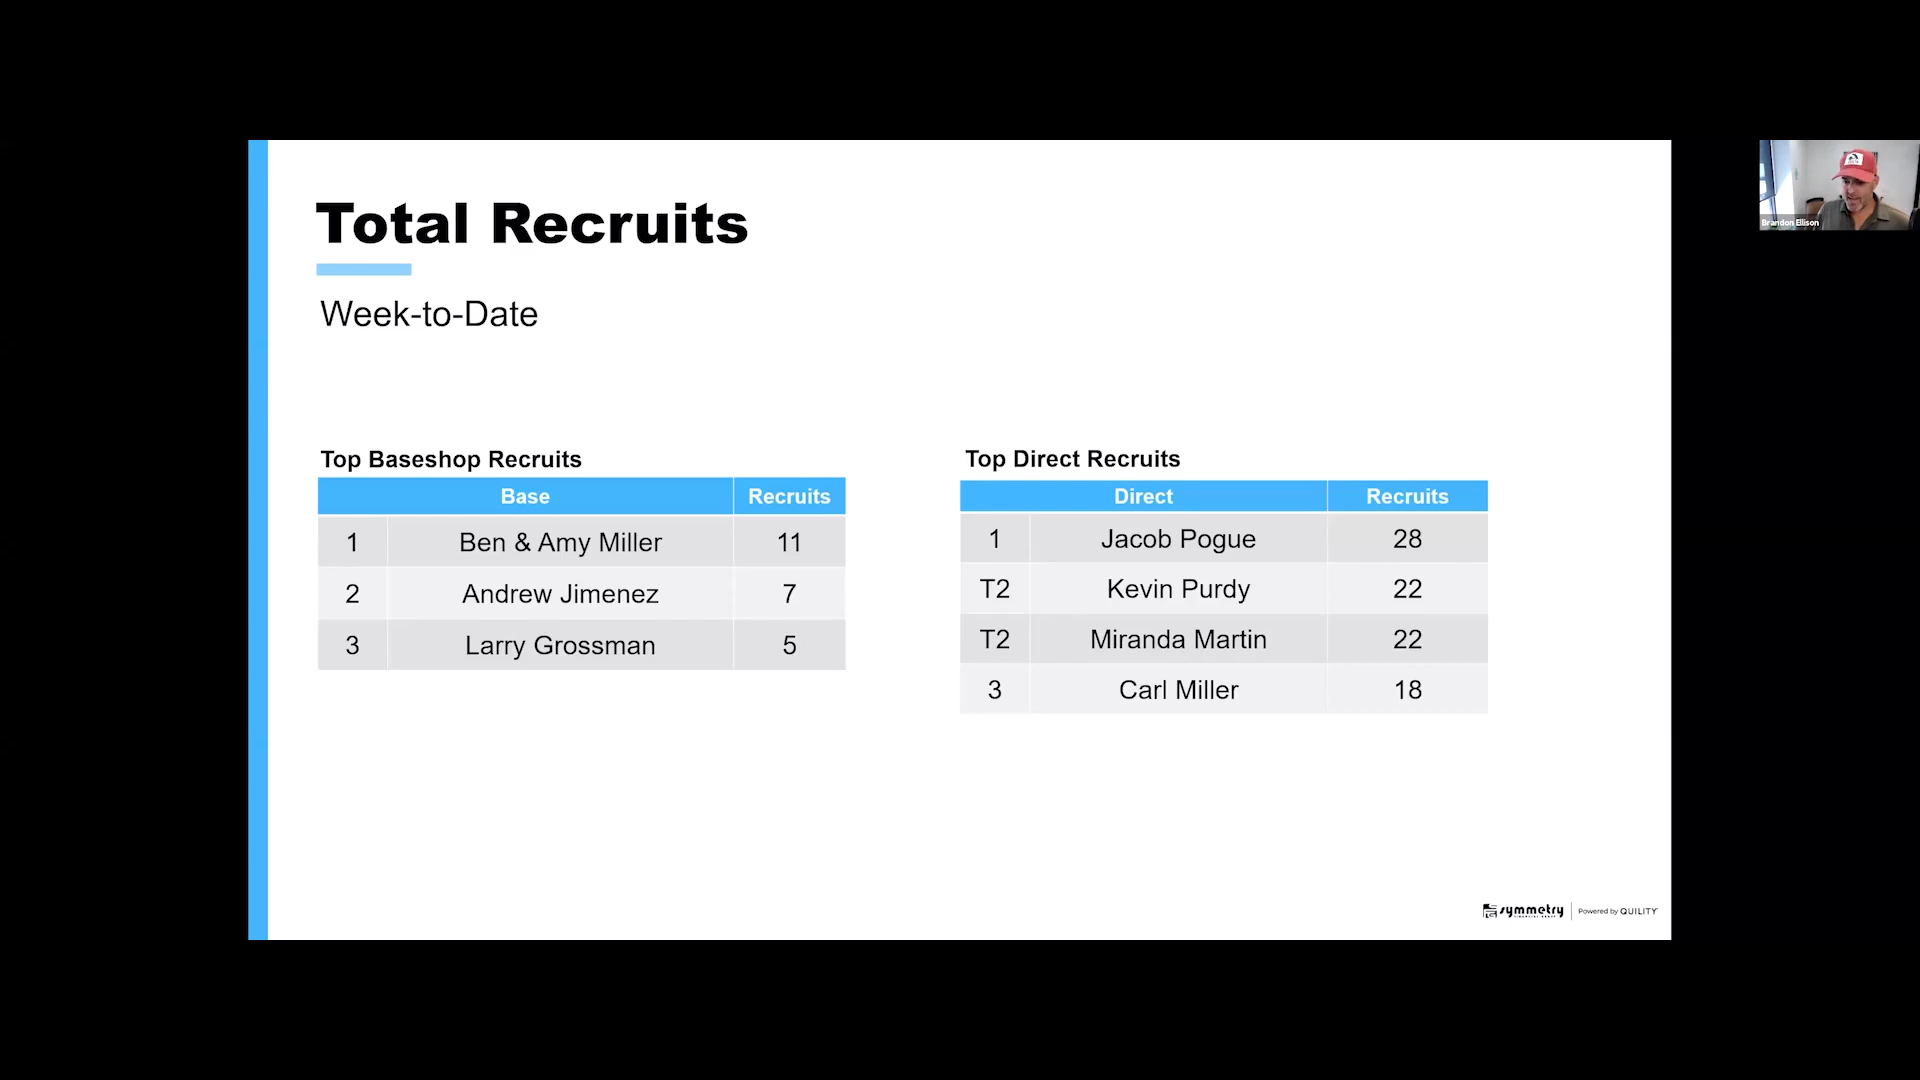 Total Recruits
Week-to-Date
Top Baseshop Recruits
Base Recruits
1 Ben & Amy Miller 11
2 Andrew Jimenez 7
3 Larry Grossman 5
Top Direct Recruits
Direct Recruits
1 Jacob Pogue 28
T2 Kevin Purdy 22
T2 Miranda Martin 22
3 Carl Miller 18
Brandon Ellison
symmetry
FINANCIAL GROUP
Powered by QUILITY